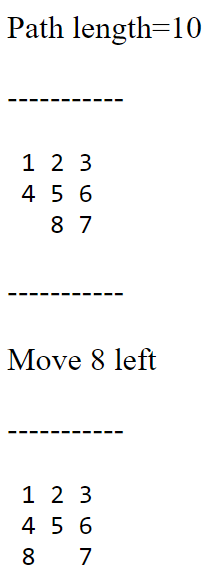 Path length=10
-----------
1 2 3
4 5 6
  8 7
-----------
Move 8 left
-----------
1 2 3
4 5 6
8   7